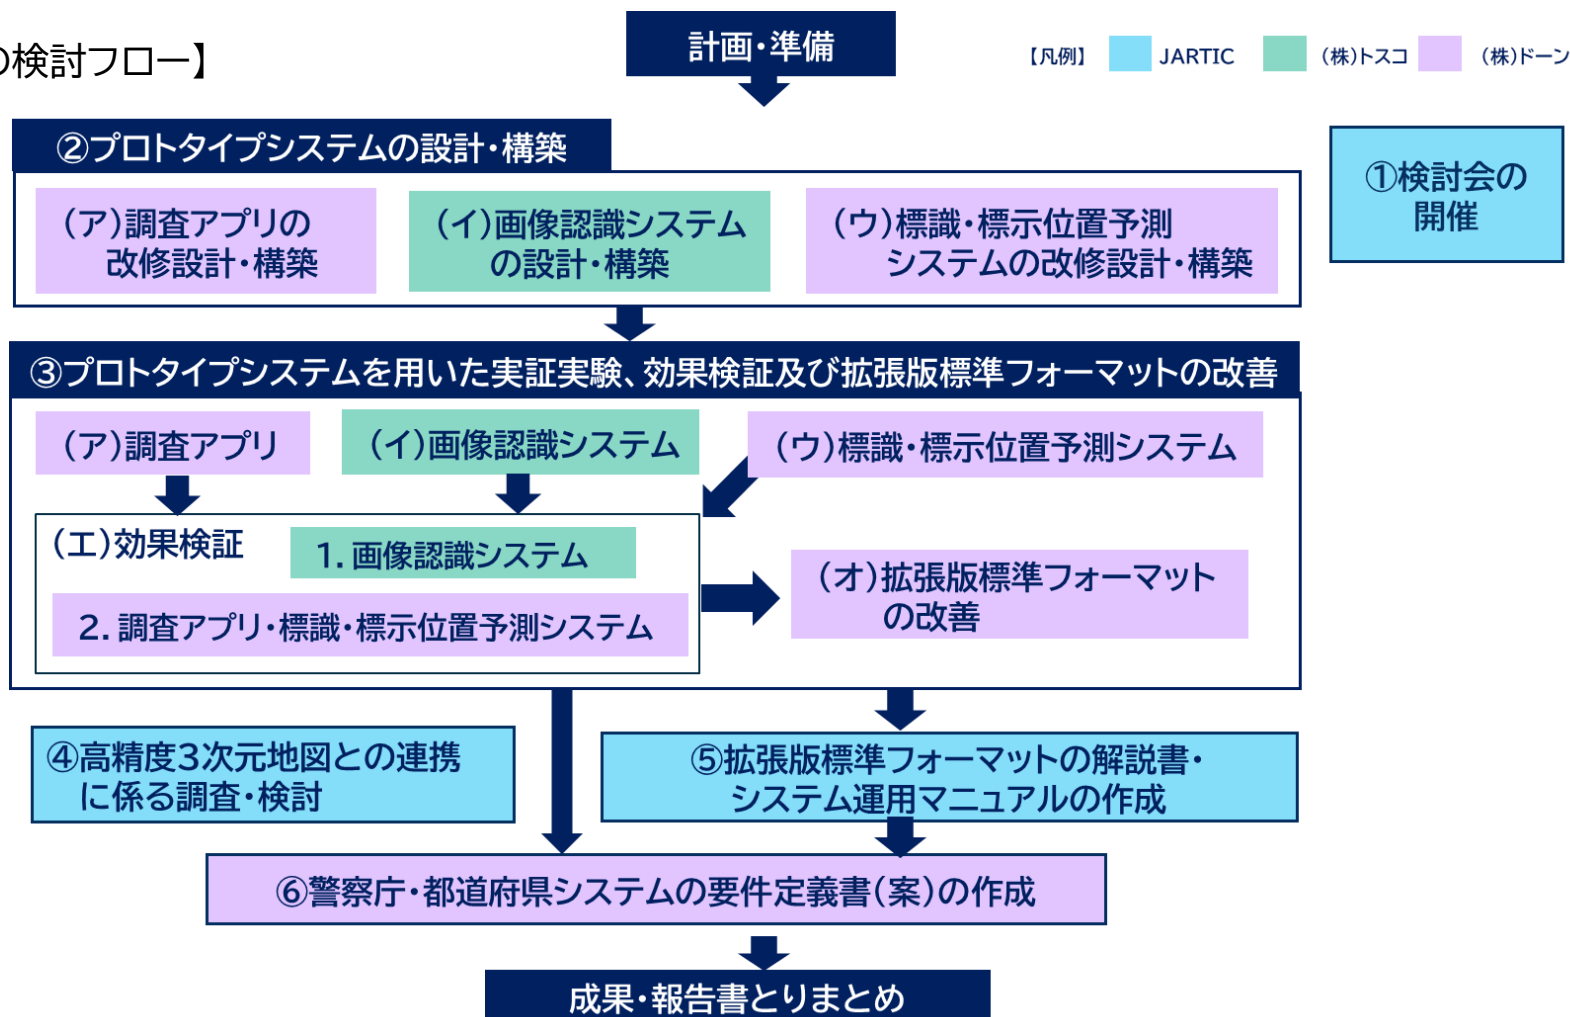 の検討フロー】
計画・準備
【凡例】 JARTIC (株)トスコ (株)ドーン
②プロトタイプシステムの設計・構築
(ア)調査アプリの
改修設計・構築
(イ)画像認識システム
の設計・構築
(ウ)標識・標示位置予測
システムの改修設計・構築
①検討会の
開催
③プロトタイプシステムを用いた実証実験、効果検証及び拡張版標準フォーマットの改善
(ア)調査アプリ
(イ)画像認識システム
(ウ)標識・標示位置予測システム
(エ)効果検証
1. 画像認識システム
2. 調査アプリ・標識・標示位置予測システム
(オ)拡張版標準フォーマット
の改善
④高精度3次元地図との連携
に係る調査・検討
⑤拡張版標準フォーマットの解説書・
システム運用マニュアルの作成
⑥警察庁・都道府県システムの要件定義書(案)の作成
成果・報告書とりまとめ